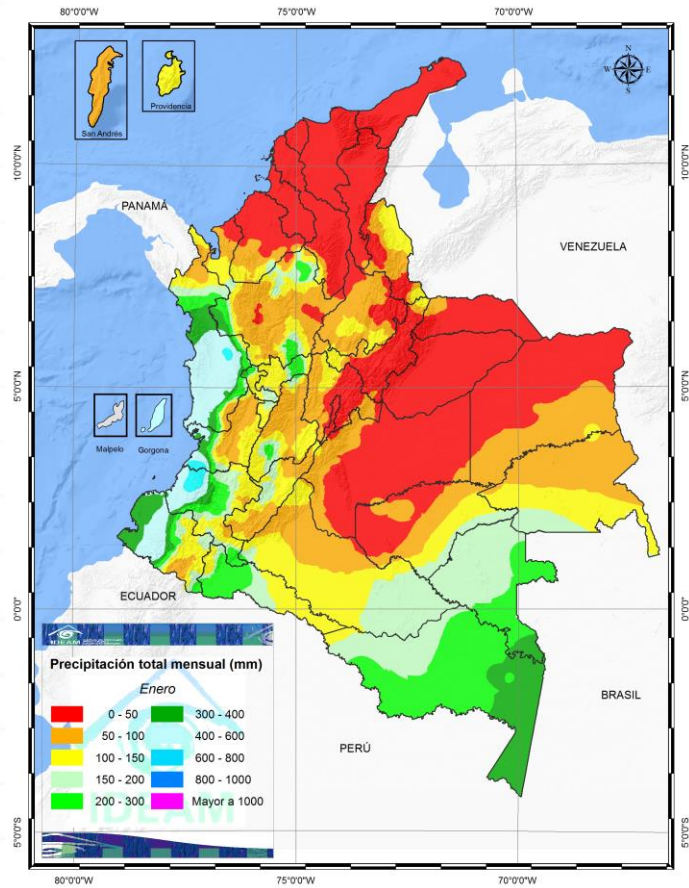 80°0'0"W 75°0'0"W 70°0'0"W
San Andrés
Providencia
N
W E
S
10°0'0"N 10°0'0"N
PANAMÁ
VENEZUELA
5°0'0"N 5°0'0"N
Malpelo Gorgona
ECUADOR
0°0'0" 0°0'0"
IDEAM
Precipitación total mensual (mm)
Enero
0 - 50 300 - 400
50 - 100 400 - 600
100 - 150 600 - 800
150 - 200 800 - 1000
200 - 300 Mayor a 1000
IDEAM
BRASIL
PERÚ
5°0'0"S 5°0'0"S
80°0'0"W 75°0'0"W 70°0'0"W